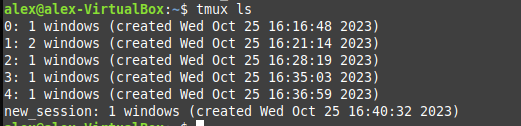 alex@alex-VirtualBox:~$ tmux ls
0: 1 windows (created Wed Oct 25 16:16:48 2023)
1: 2 windows (created Wed Oct 25 16:21:14 2023)
2: 1 windows (created Wed Oct 25 16:28:19 2023)
3: 1 windows (created Wed Oct 25 16:35:03 2023)
4: 1 windows (created Wed Oct 25 16:36:59 2023)
new_session: 1 windows (created Wed Oct 25 16:40:32 2023)
alex@alex-VirtualBox:~$